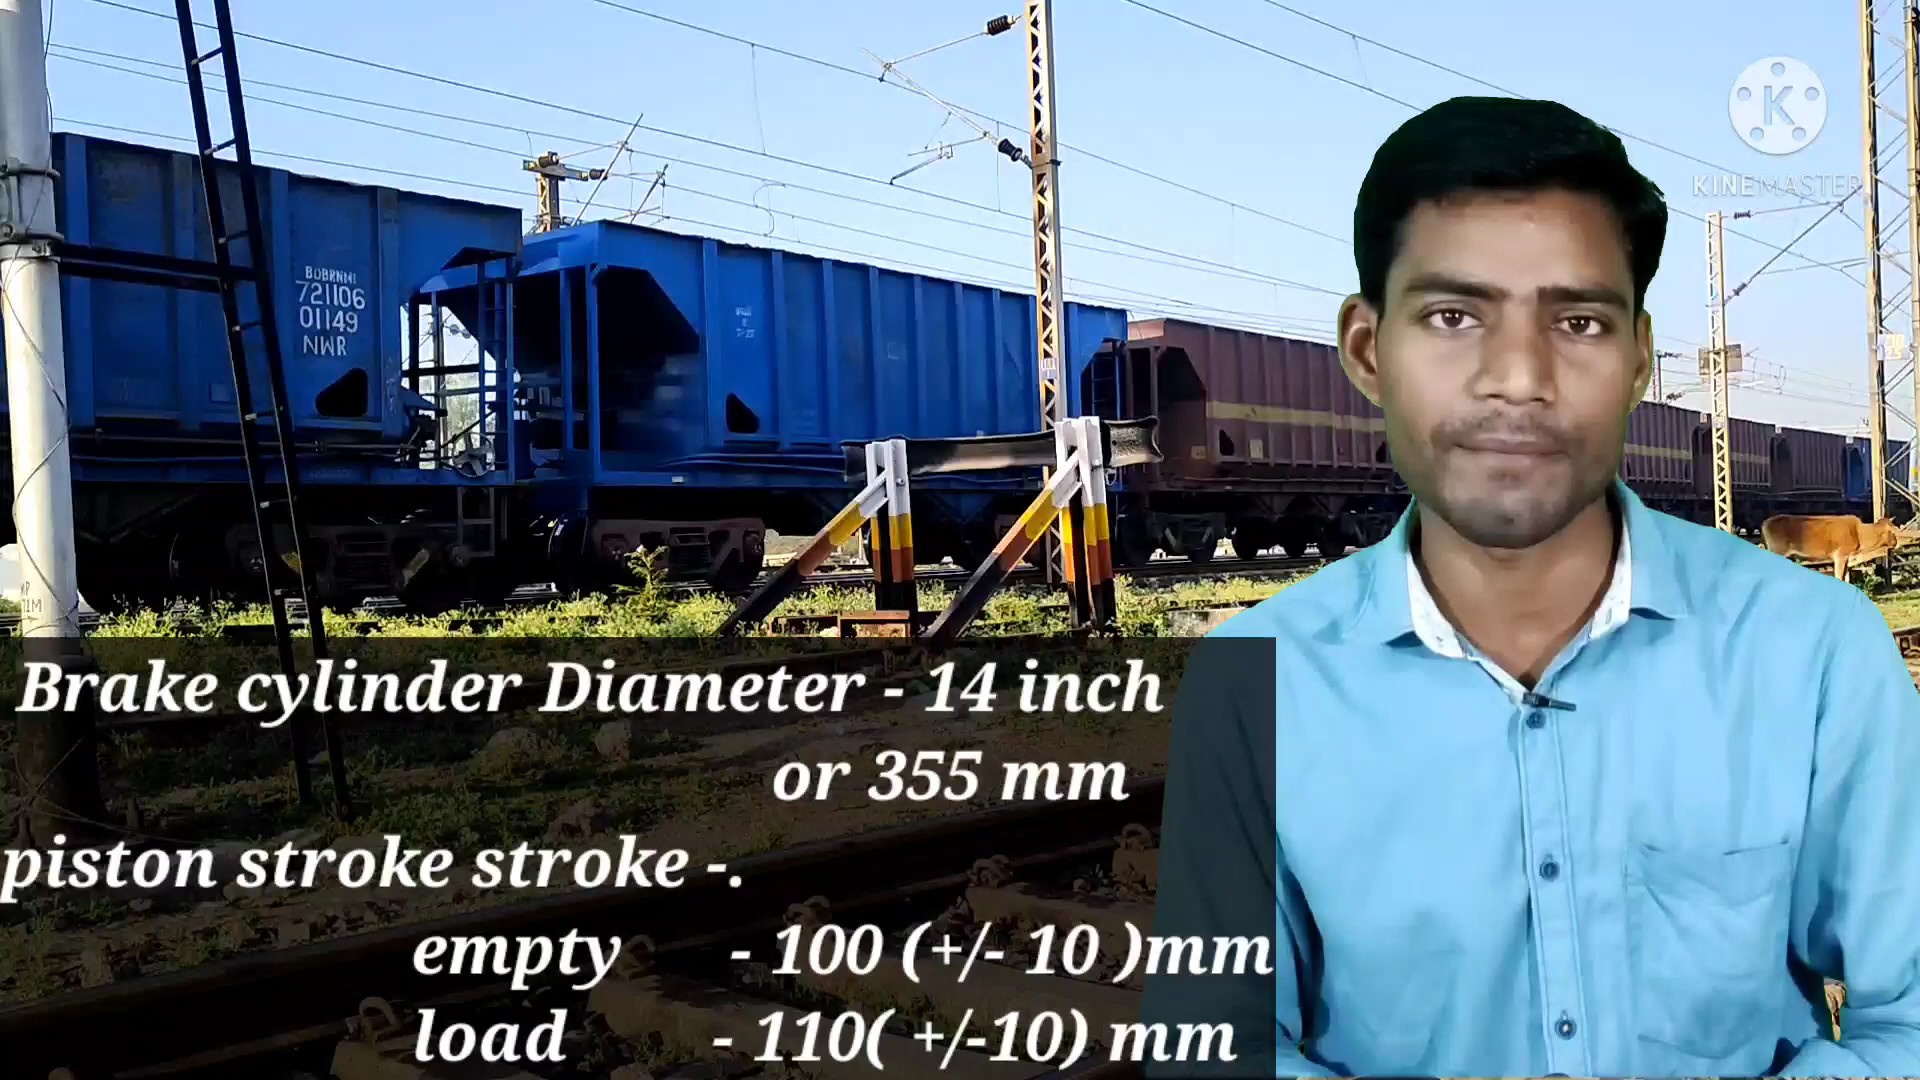 BOBRNM1
721106
01149
NWR
KINEMASTER
Brake cylinder Diameter - 14 inch
or 355 mm
piston stroke stroke -.
empty - 100 (+/- 10 )mm
load - 110( +/-10) mm